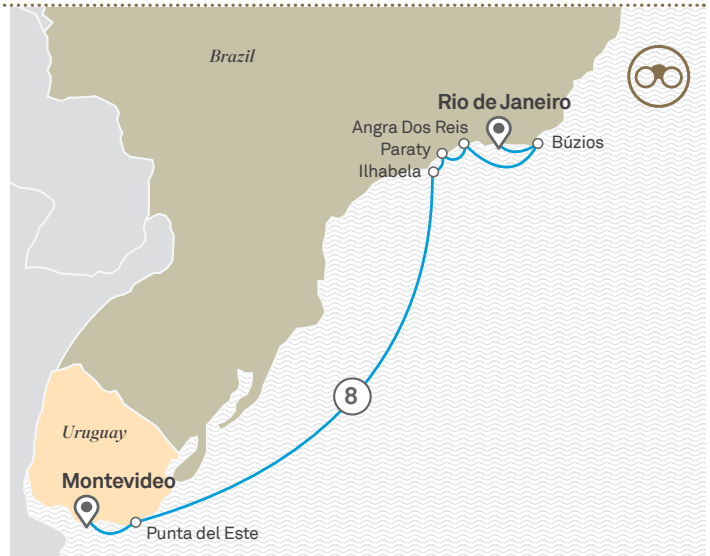 Brazil
Rio de Janeiro
Angra Dos Reis
Búzios
Paraty
Ilhabela
8
Uruguay
Montevideo
Punta del Este